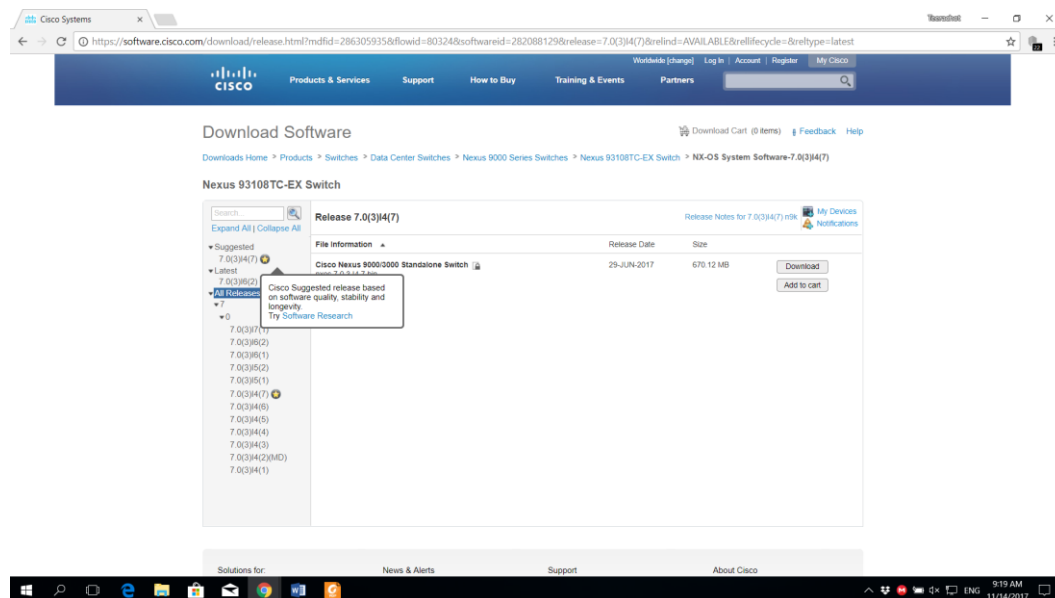 Cisco Systems
Teerachot
https://software.cisco.com/download/release.html?mdfid=286305935&flowid=80324&softwareid=282088129&release=7.0(3)I4(7)&relind=AVAILABLE&rellifecycle=&reltype=latest
Worldwide [change] Log In | Account | Register My Cisco
CISCO
Products & Services Support How to Buy Training & Events Partners
Download Software
Download Cart (0 items) Feedback Help
Downloads Home > Products > Switches > Data Center Switches > Nexus 9000 Series Switches > Nexus 93108TC-EX Switch > NX-OS System Software-7.0(3)I4(7)
Nexus 93108TC-EX Switch
Search...
Expand All | Collapse All
Release 7.0(3)I4(7)
Release Notes for 7.0(3)I4(7) n9k
My Devices
Notifications
File Information Release Date Size
Suggested
7.0(3)I4(7)
Latest
7.0(3)I6(2)
All Releases
Cisco Nexus 9000/3000 Standalone Switch
29-JUN-2017 670.12 MB
Download
Add to cart
Cisco Suggested release based
on software quality, stability and
longevity.
Try Software Research
7
0
7.0(3)I7(1)
7.0(3)I6(2)
7.0(3)I6(1)
7.0(3)I5(2)
7.0(3)I5(1)
7.0(3)I4(7)
7.0(3)I4(6)
7.0(3)I4(5)
7.0(3)I4(4)
7.0(3)I4(3)
7.0(3)I4(2)(MD)
7.0(3)I4(1)
Solutions for: News & Alerts Support About Cisco
ENG
9:19 AM
11/14/2017